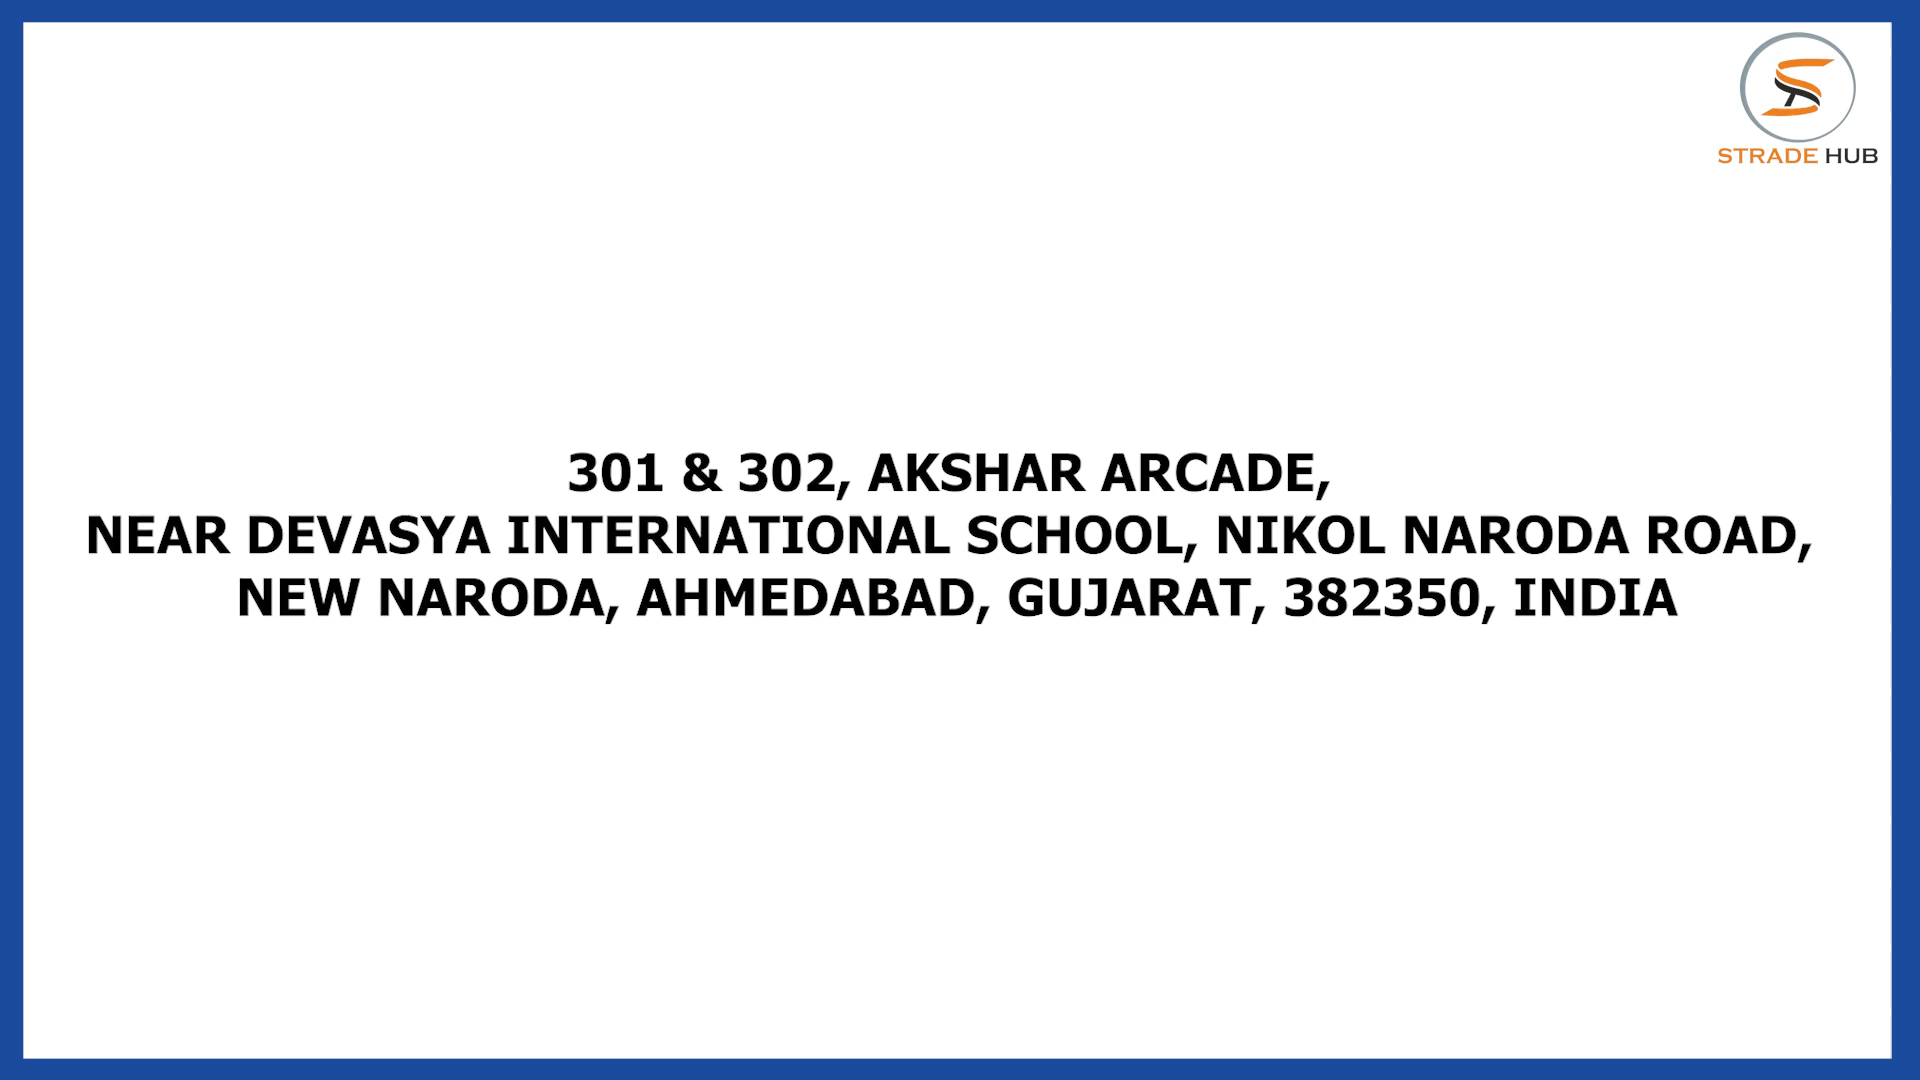 STRADE HUB
301 & 302, AKSHAR ARCADE,
NEAR DEVASYA INTERNATIONAL SCHOOL, NIKOL NARODA ROAD,
NEW NARODA, AHMEDABAD, GUJARAT, 382350, INDIA